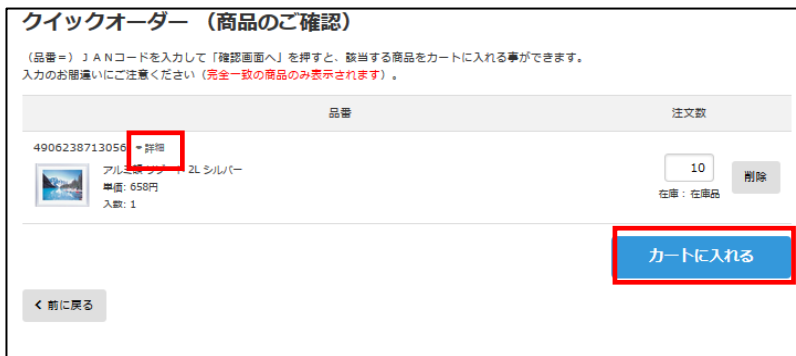 クイックオーダー （商品のご確認）
（品番＝）ＪＡＮコードを入力して「確認画面へ」を押すと、該当する商品をカートに入れる事ができます。
入力のお間違いにご注意ください（完全一致の商品のみ表示されます）。
品番 注文数
4906238713056 詳細
アルミ額 2L シルバー
単価: 658円
入数: 1
10
削除
在庫：在庫品
カートに入れる
前に戻る